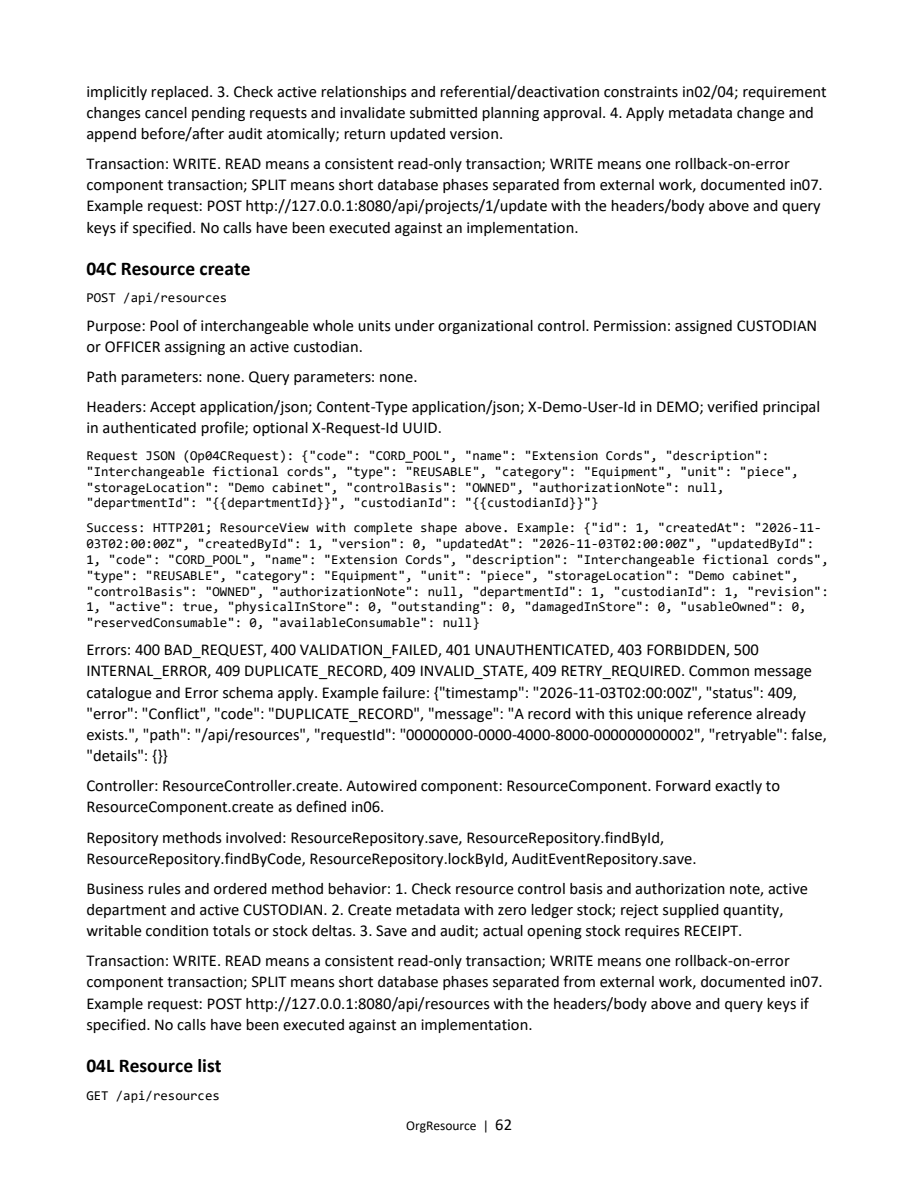 implicitly replaced. 3. Check active relationships and referential/deactivation constraints in02/04; requirement
changes cancel pending requests and invalidate submitted planning approval. 4. Apply metadata change and
append before/after audit atomically; return updated version.
Transaction: WRITE. READ means a consistent read-only transaction; WRITE means one rollback-on-error
component transaction; SPLIT means short database phases separated from external work, documented in07.
Example request: POST http://127.0.0.1:8080/api/projects/1/update with the headers/body above and query
keys if specified. No calls have been executed against an implementation.
04C Resource create
POST /api/resources
Purpose: Pool of interchangeable whole units under organizational control. Permission: assigned CUSTODIAN
or OFFICER assigning an active custodian.
Path parameters: none. Query parameters: none.
Headers: Accept application/json; Content-Type application/json; X-Demo-User-Id in DEMO; verified principal
in authenticated profile; optional X-Request-Id UUID.
Request JSON (Op04CRequest): {"code": "CORD_POOL", "name": "Extension Cords", "description":
"Interchangeable fictional cords", "type": "REUSABLE", "category": "Equipment", "unit": "piece",
"storageLocation": "Demo cabinet", "controlBasis": "OWNED", "authorizationNote": null,
"departmentId": "{{departmentId}}", "custodianId": "{{custodianId}}"}
Success: HTTP201; ResourceView with complete shape above. Example: {"id": 1, "createdAt": "2026-11-
03T02:00:00Z", "createdById": 1, "version": 0, "updatedAt": "2026-11-03T02:00:00Z", "updatedById":
1, "code": "CORD_POOL", "name": "Extension Cords", "description": "Interchangeable fictional cords",
"type": "REUSABLE", "category": "Equipment", "unit": "piece", "storageLocation": "Demo cabinet",
"controlBasis": "OWNED", "authorizationNote": null, "departmentId": 1, "custodianId": 1, "revision":
1, "active": true, "physicalInStore": 0, "outstanding": 0, "damagedInStore": 0, "usableOwned": 0,
"reservedConsumable": 0, "availableConsumable": null}
Errors: 400 BAD_REQUEST, 400 VALIDATION_FAILED, 401 UNAUTHENTICATED, 403 FORBIDDEN, 500
INTERNAL_ERROR, 409 DUPLICATE_RECORD, 409 INVALID_STATE, 409 RETRY_REQUIRED. Common message
catalogue and Error schema apply. Example failure: {"timestamp": "2026-11-03T02:00:00Z", "status": 409,
"error": "Conflict", "code": "DUPLICATE_RECORD", "message": "A record with this unique reference already
exists.", "path": "/api/resources", "requestId": "00000000-0000-4000-8000-000000000002", "retryable": false,
"details": {}}
Controller: ResourceController.create. Autowired component: ResourceComponent. Forward exactly to
ResourceComponent.create as defined in06.
Repository methods involved: ResourceRepository.save, ResourceRepository.findById,
ResourceRepository.findByCode, ResourceRepository.lockById, AuditEventRepository.save.
Business rules and ordered method behavior: 1. Check resource control basis and authorization note, active
department and active CUSTODIAN. 2. Create metadata with zero ledger stock; reject supplied quantity,
writable condition totals or stock deltas. 3. Save and audit; actual opening stock requires RECEIPT.
Transaction: WRITE. READ means a consistent read-only transaction; WRITE means one rollback-on-error
component transaction; SPLIT means short database phases separated from external work, documented in07.
Example request: POST http://127.0.0.1:8080/api/resources with the headers/body above and query keys if
specified. No calls have been executed against an implementation.
04L Resource list
GET /api/resources
OrgResource | 62